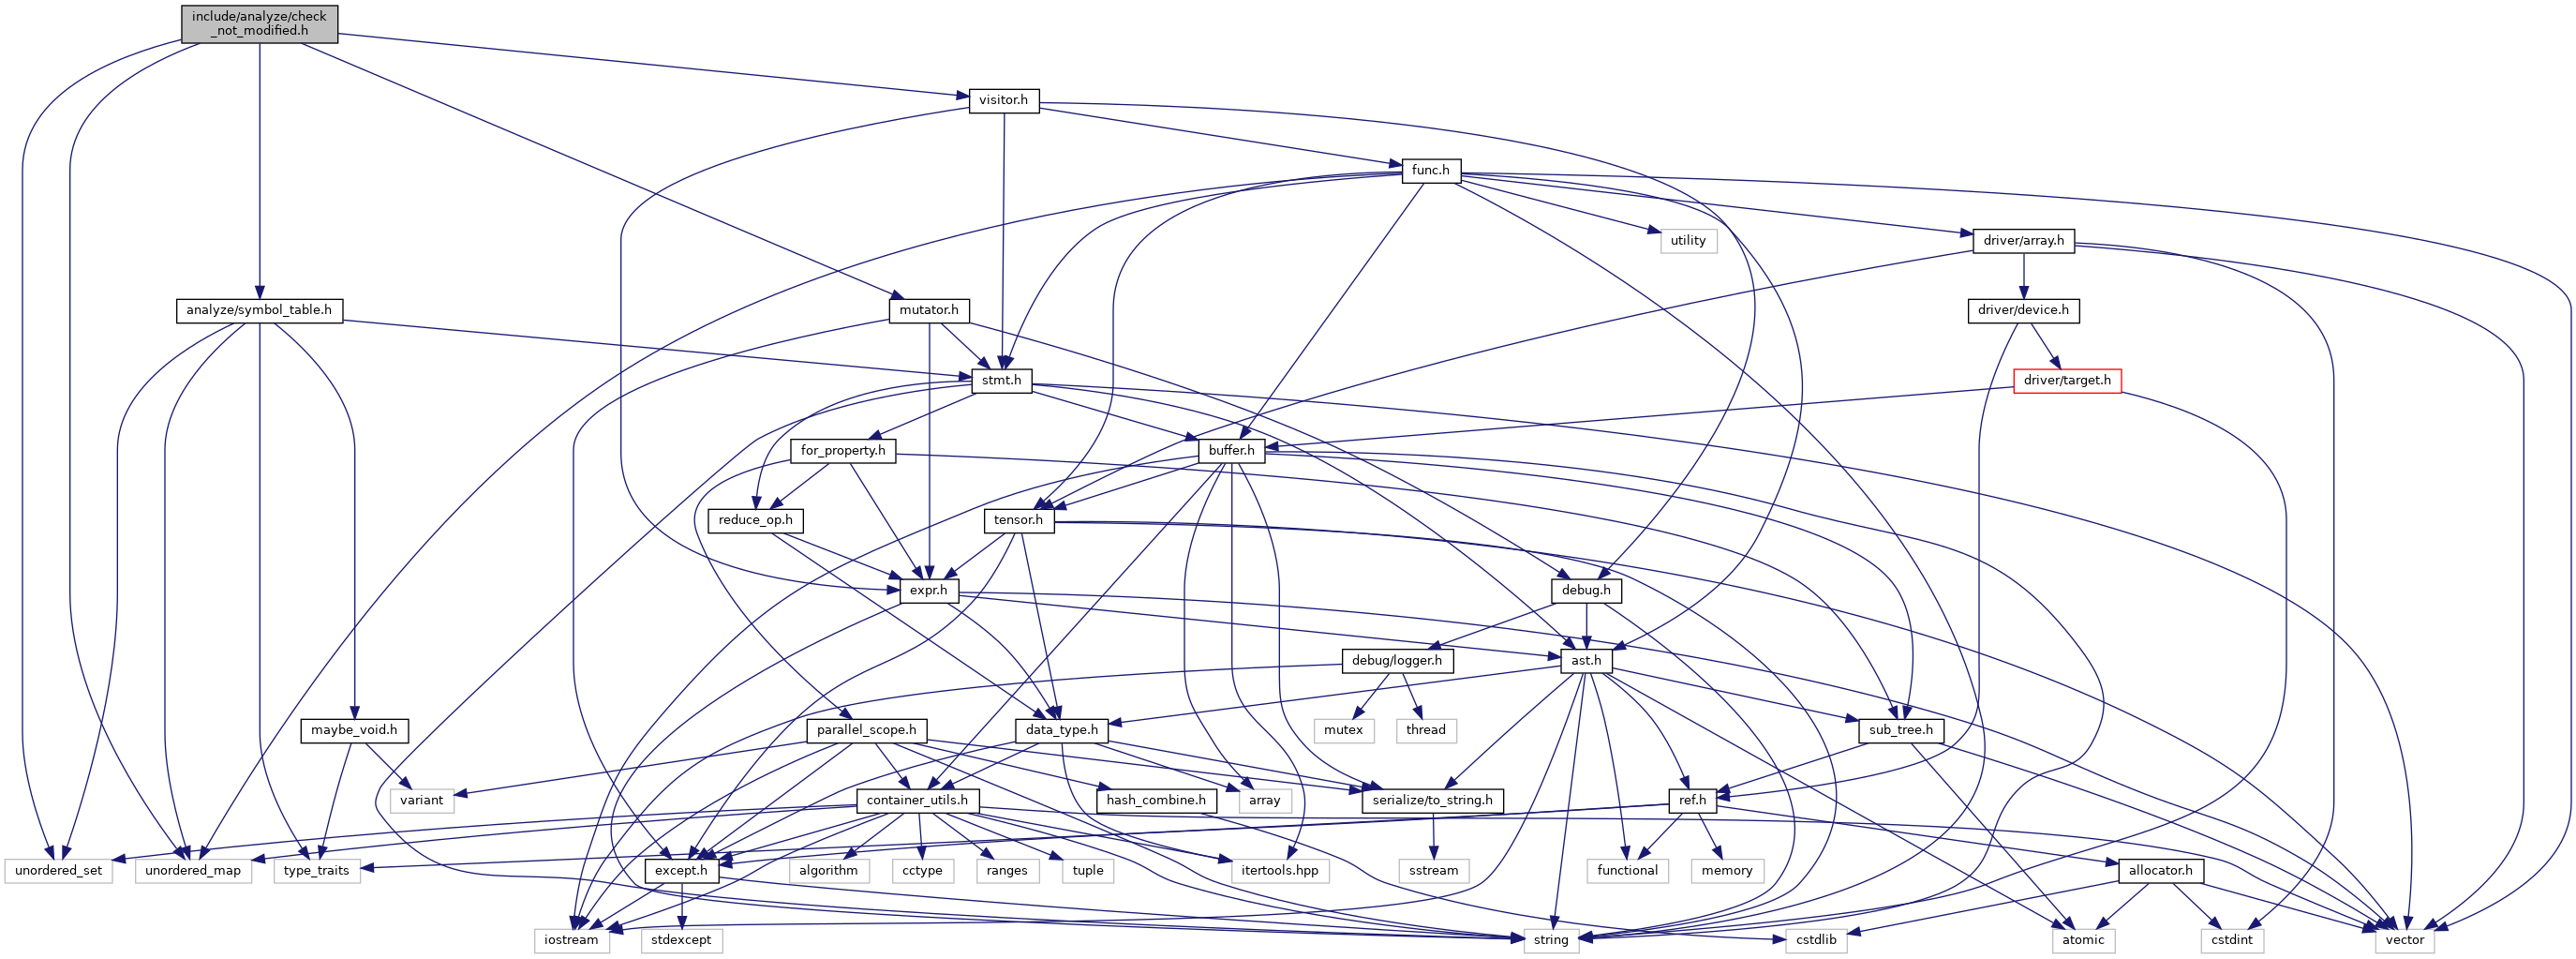 include/analyze/check
_not_modified.h
visitor.h
func.h
utility
driver/array.h
analyze/symbol_table.h
mutator.h
driver/device.h
stmt.h
driver/target.h
for_property.h
buffer.h
reduce_op.h
tensor.h
expr.h
debug.h
debug/logger.h
ast.h
maybe_void.h
parallel_scope.h
data_type.h
mutex
thread
sub_tree.h
variant
container_utils.h
hash_combine.h
array
serialize/to_string.h
ref.h
unordered_set
unordered_map
type_traits
except.h
algorithm
cctype
ranges
tuple
itertools.hpp
sstream
functional
memory
allocator.h
iostream
stdexcept
string
cstdlib
atomic
cstdint
vector